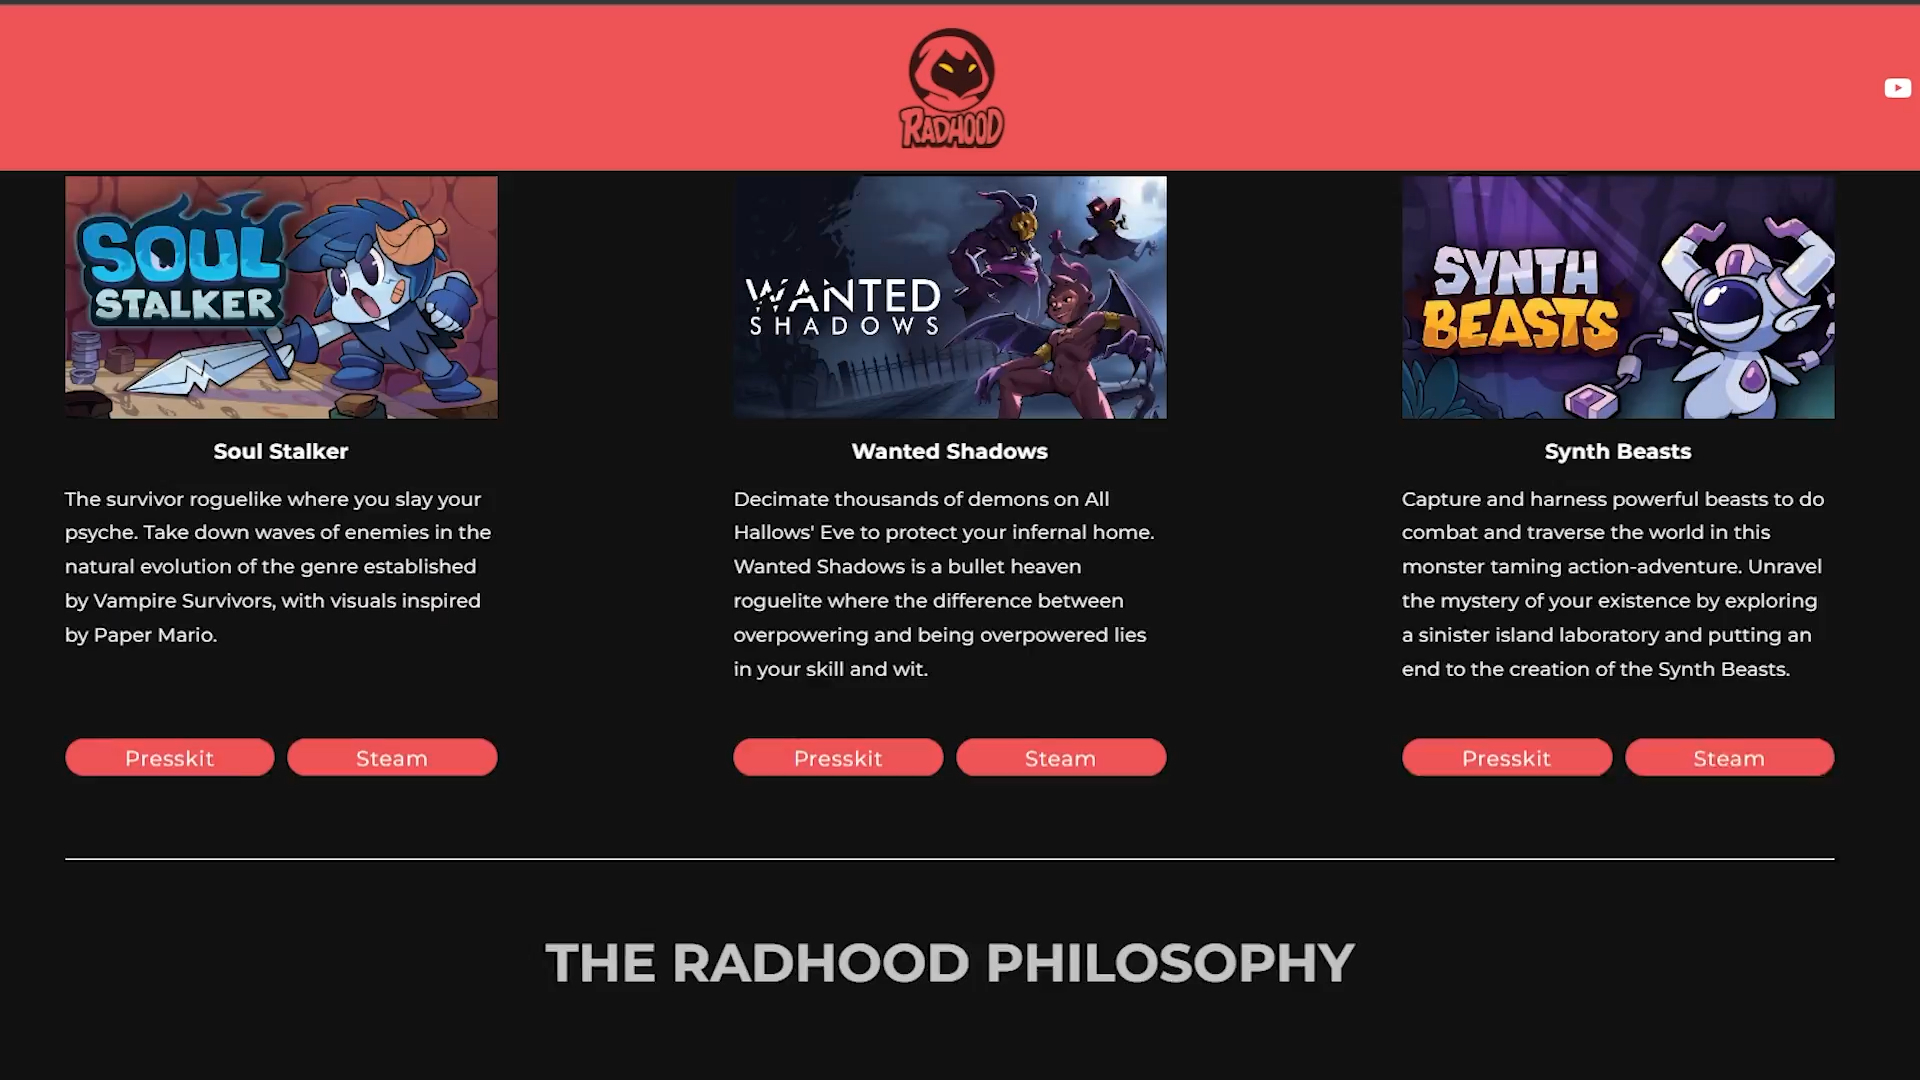 RADHOOD
SOUL
STALKER
WANTED
SHADOWS
SYNTH
BEASTS
Soul Stalker
The survivor roguelike where you slay your
psyche. Take down waves of enemies in the
natural evolution of the genre established
by Vampire Survivors, with visuals inspired
by Paper Mario.
Presskit
Steam
Wanted Shadows
Decimate thousands of demons on All
Hallows' Eve to protect your infernal home.
Wanted Shadows is a bullet heaven
roguelite where the difference between
overpowering and being overpowered lies
in your skill and wit.
Presskit
Steam
Synth Beasts
Capture and harness powerful beasts to do
combat and traverse the world in this
monster taming action-adventure. Unravel
the mystery of your existence by exploring
a sinister island laboratory and putting an
end to the creation of the Synth Beasts.
Presskit
Steam
THE RADHOOD PHILOSOPHY